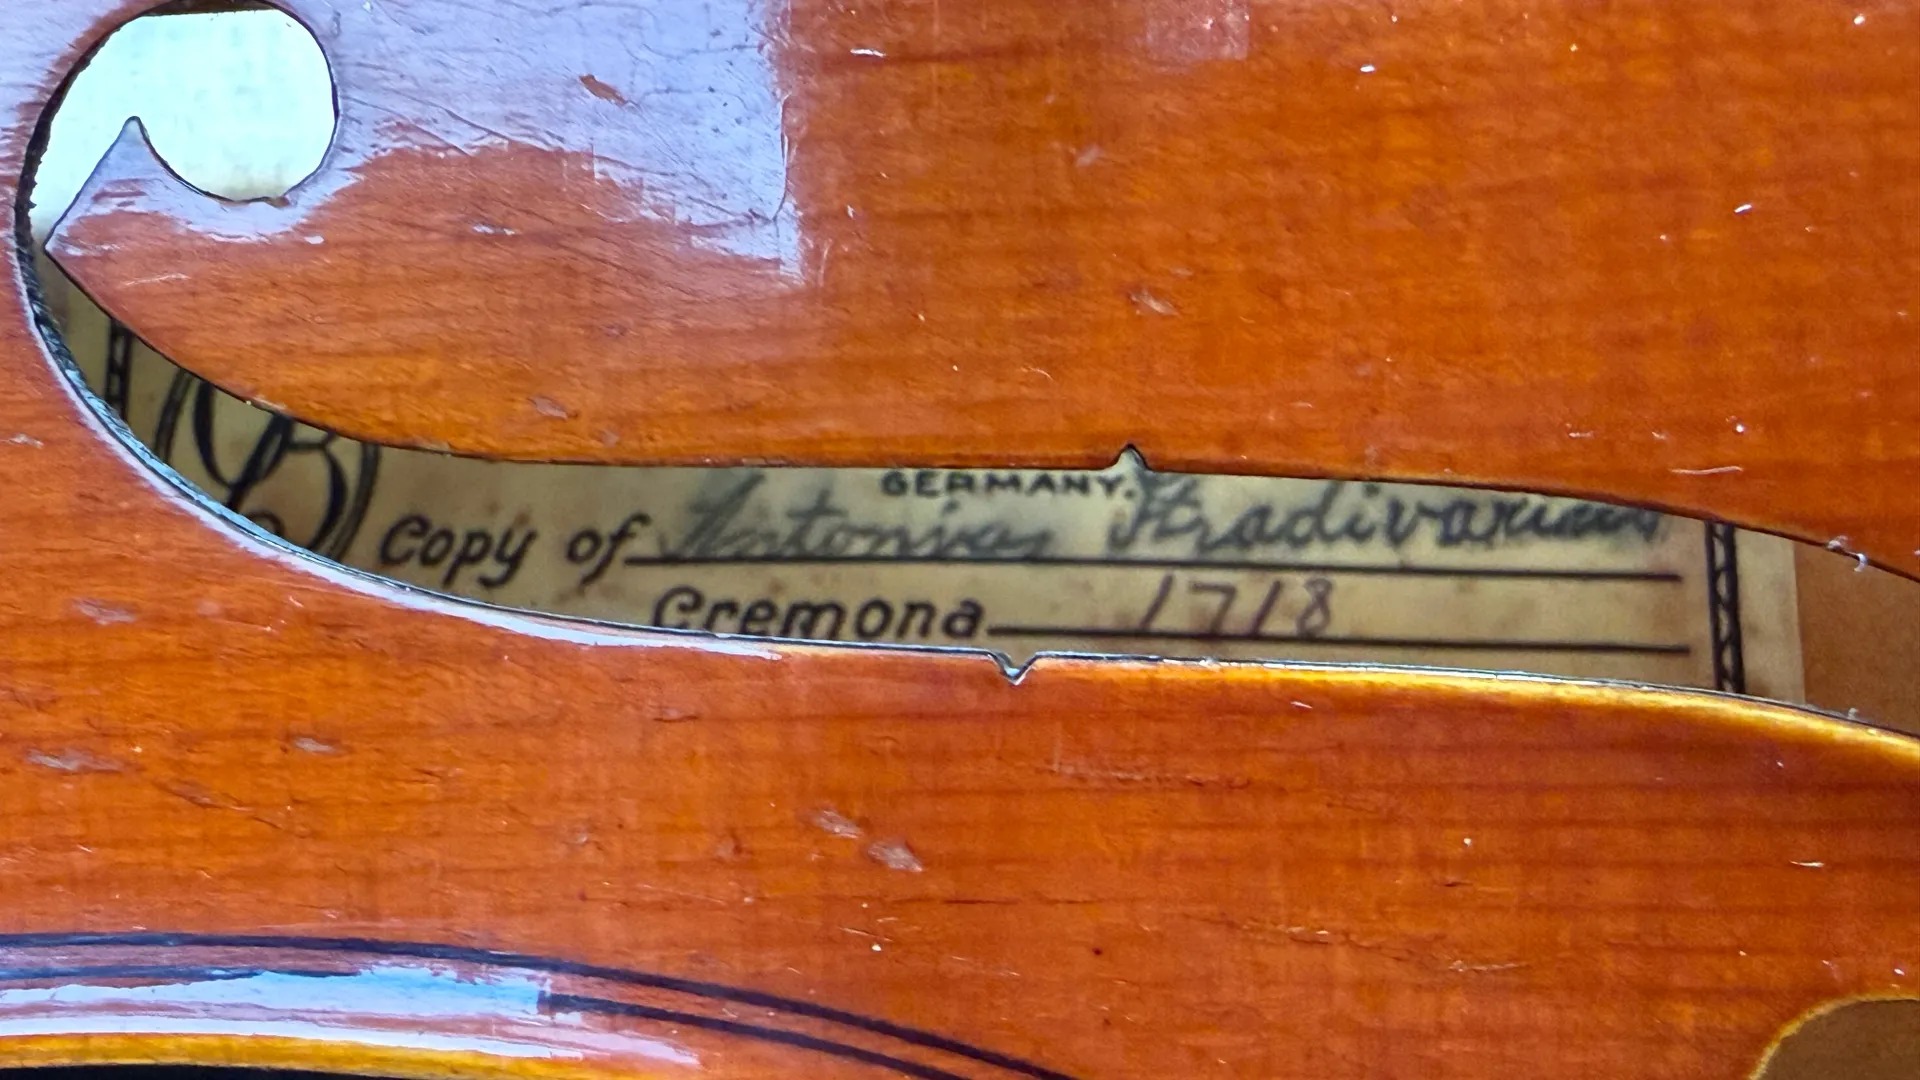 B
GERMANY.
Copy of Antonius Stradivarius
Cremona 1718